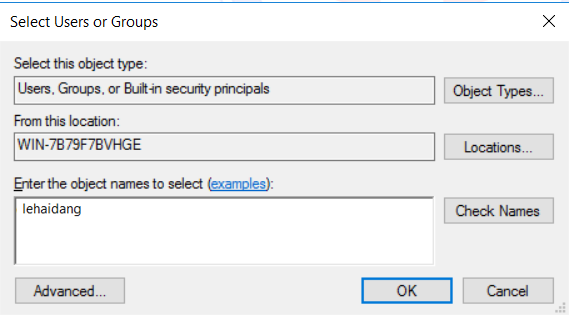 Select Users or Groups
Select this object type:
Users, Groups, or Built-in security principals
Object Types...
From this location:
WIN-7B79F7BVHGE
Locations...
Enter the object names to select (examples):
lehaidang
Check Names
Advanced...
OK
Cancel